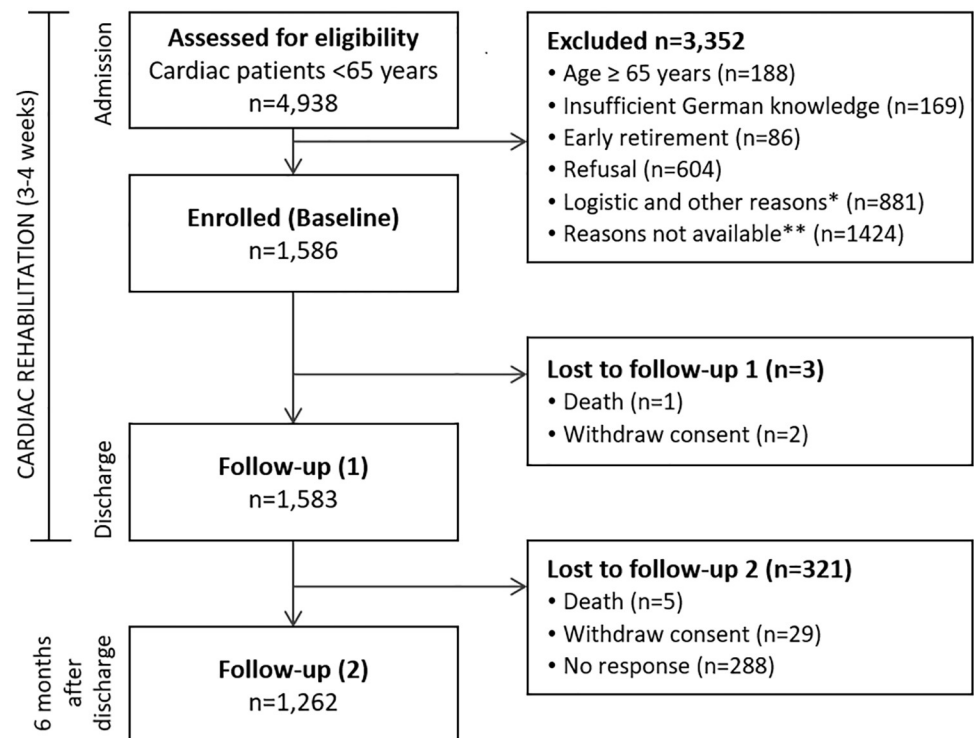 CARDIAC REHABILITATION (3-4 weeks)
Admission
Assessed for eligibility
Cardiac patients <65 years
n=4,938
Excluded n=3,352
• Age ≥ 65 years (n=188)
• Insufficient German knowledge (n=169)
• Early retirement (n=86)
• Refusal (n=604)
• Logistic and other reasons* (n=881)
• Reasons not available** (n=1424)
Enrolled (Baseline)
n=1,586
Lost to follow-up 1 (n=3)
• Death (n=1)
• Withdraw consent (n=2)
Discharge
Follow-up (1)
n=1,583
Lost to follow-up 2 (n=321)
• Death (n=5)
• Withdraw consent (n=29)
• No response (n=288)
6 months
after
discharge
Follow-up (2)
n=1,262